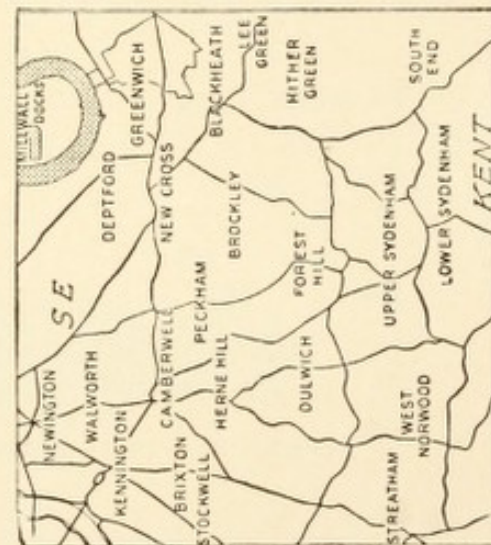 MILLWALL
DOCKS
GREENWICH
BLACKHEATH
LEE
GREEN
HITHER
GREEN
SOUTH
END
DEPTFORD
NEW CROSS
BROCKLEY
FOREST
HILL
UPPER SYDENHAM
LOWER SYDENHAM
KENT
SE
PECKHAM
CAMBERWELL
HERNE HILL
DULWICH
NEWINGTON
WALWORTH
KENNINGTON
BRIXTON
STOCKWELL
STREATHAM
WEST
NORWOOD